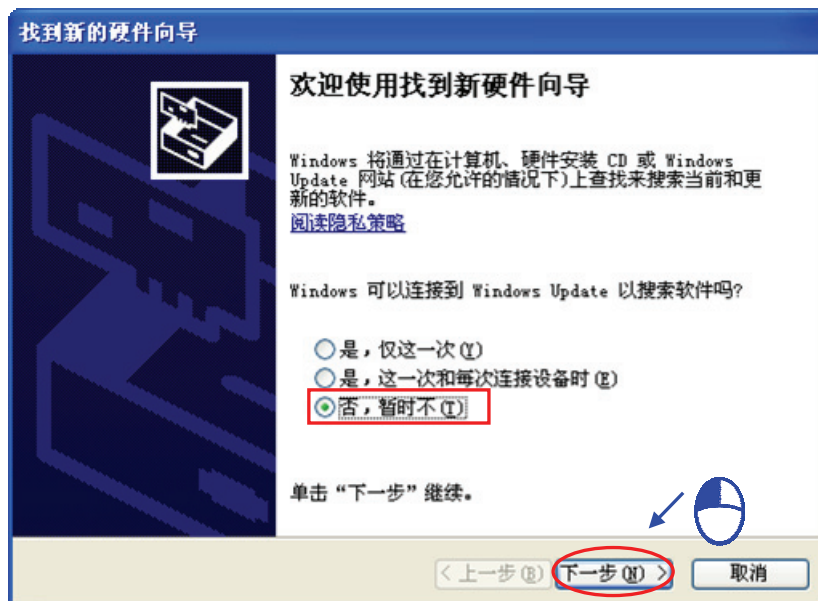 找到新的硬件向导
欢迎使用找到新硬件向导
Windows 将通过在计算机、硬件安装 CD 或 Windows
Update 网站(在您允许的情况下)上查找来搜索当前和更
新的软件。
阅读隐私策略
Windows 可以连接到 Windows Update 以搜索软件吗?
是，仅这一次(Y)
是，这一次和每次连接设备时(E)
否，暂时不(T)
单击“下一步”继续。
< 上一步(B) 下一步(N) > 取消